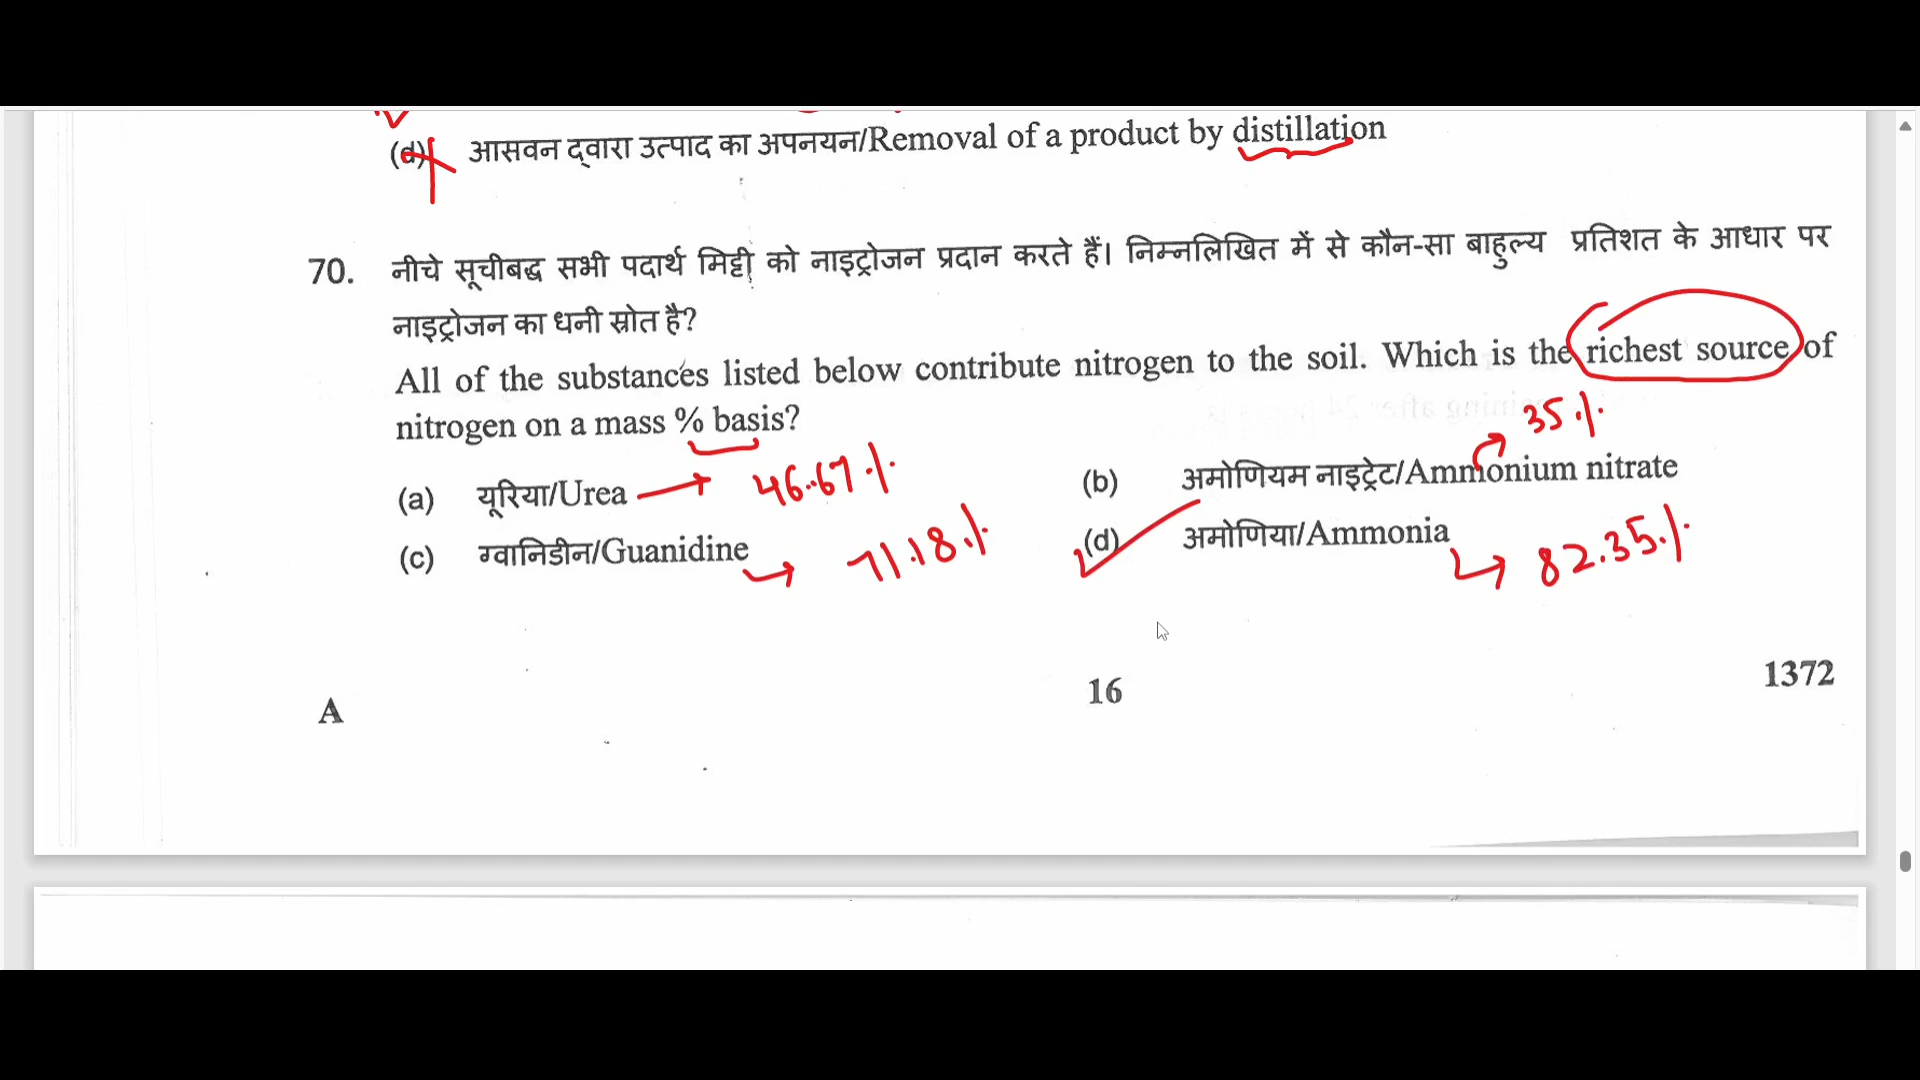 (d) आसवन द्वारा उत्पाद का अपनयन/Removal of a product by distillation
70. नीचे सूचीबद्ध सभी पदार्थ मिट्टी को नाइट्रोजन प्रदान करते हैं। निम्नलिखित में से कौन-सा बाहुल्य प्रतिशत के आधार पर
नाइट्रोजन का धनी स्रोत है?
All of the substances listed below contribute nitrogen to the soil. Which is the richest source of
nitrogen on a mass % basis?
35%
(a) यूरिया/Urea → 46.67% (b) अमोणियम नाइट्रेट/Ammonium nitrate
(c) ग्वानिडीन/Guanidine → 71.18% (d) अमोणिया/Ammonia → 82.35%
A 16 1372